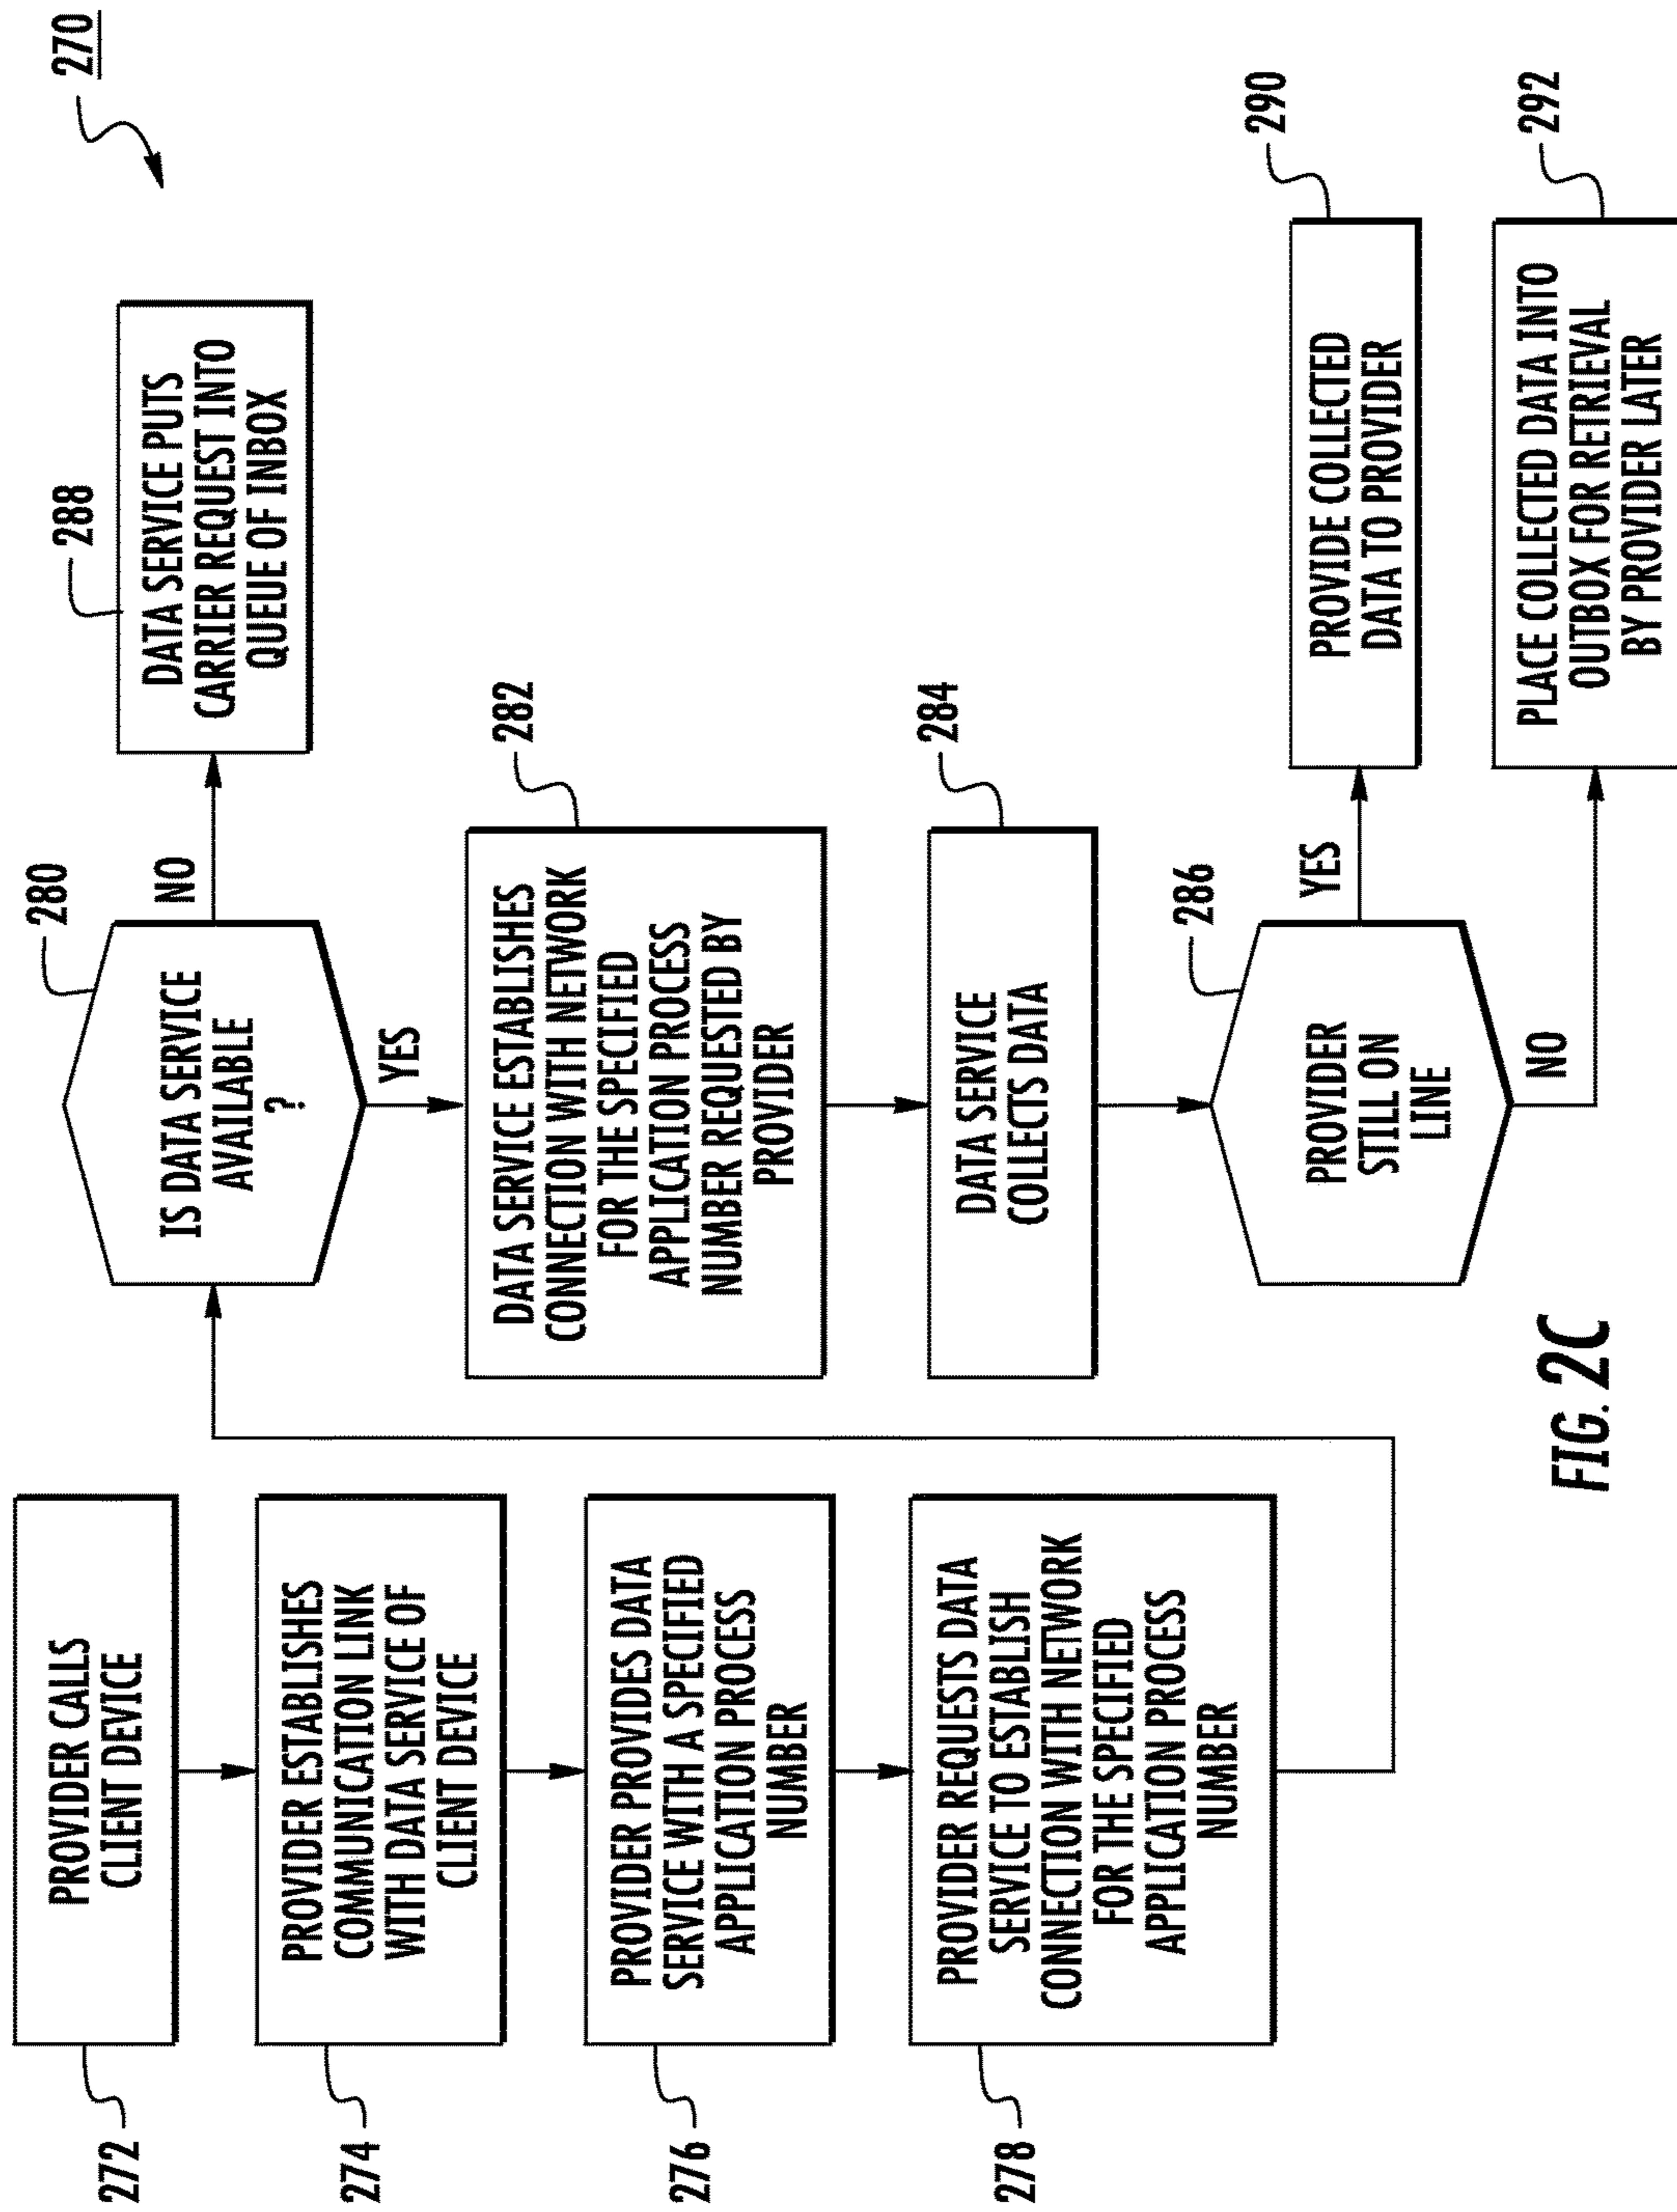 270
272
PROVIDER CALLS
CLIENT DEVICE
274
PROVIDER ESTABLISHES
COMMUNICATION LINK
WITH DATA SERVICE OF
CLIENT DEVICE
276
PROVIDER PROVIDES DATA
SERVICE WITH A SPECIFIED
APPLICATION PROCESS
NUMBER
278
PROVIDER REQUESTS DATA
SERVICE TO ESTABLISH
CONNECTION WITH NETWORK
FOR THE SPECIFIED
APPLICATION PROCESS
NUMBER
280
IS DATA SERVICE
AVAILABLE
?
NO
288
DATA SERVICE PUTS
CARRIER REQUEST INTO
QUEUE OF INBOX
YES
282
DATA SERVICE ESTABLISHES
CONNECTION WITH NETWORK
FOR THE SPECIFIED
APPLICATION PROCESS
NUMBER REQUESTED BY
PROVIDER
284
DATA SERVICE
COLLECTS DATA
286
PROVIDER
STILL ON
LINE
YES
290
PROVIDE COLLECTED
DATA TO PROVIDER
NO
292
PLACE COLLECTED DATA INTO
OUTBOX FOR RETRIEVAL
BY PROVIDER LATER
FIG. 2C